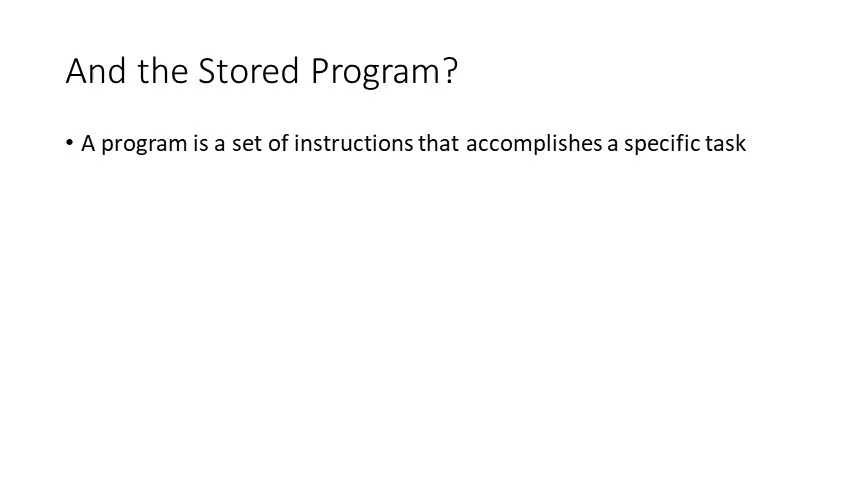 And the Stored Program?
• A program is a set of instructions that accomplishes a specific task